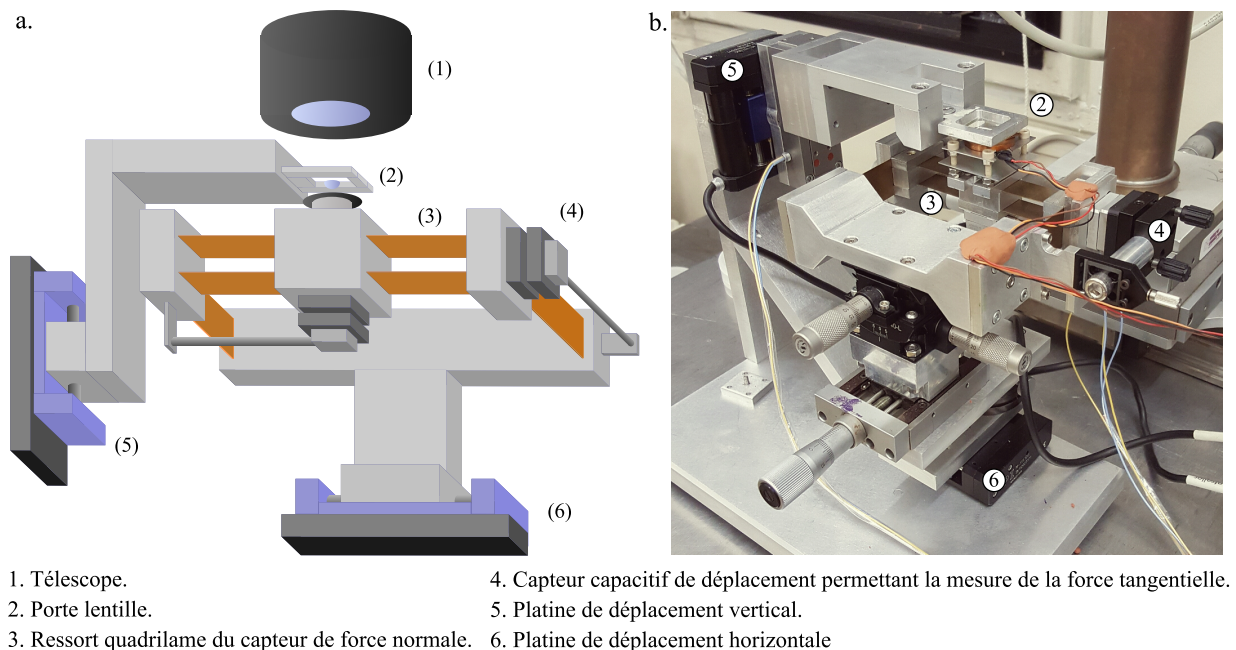 a.
b.
(1)
(2)
(3)
(4)
(5)
(6)
5
2
3
4
6
1. Télescope.
2. Porte lentille.
3. Ressort quadrilame du capteur de force normale.
4. Capteur capacitif de déplacement permettant la mesure de la force tangentielle.
5. Platine de déplacement vertical.
6. Platine de déplacement horizontale